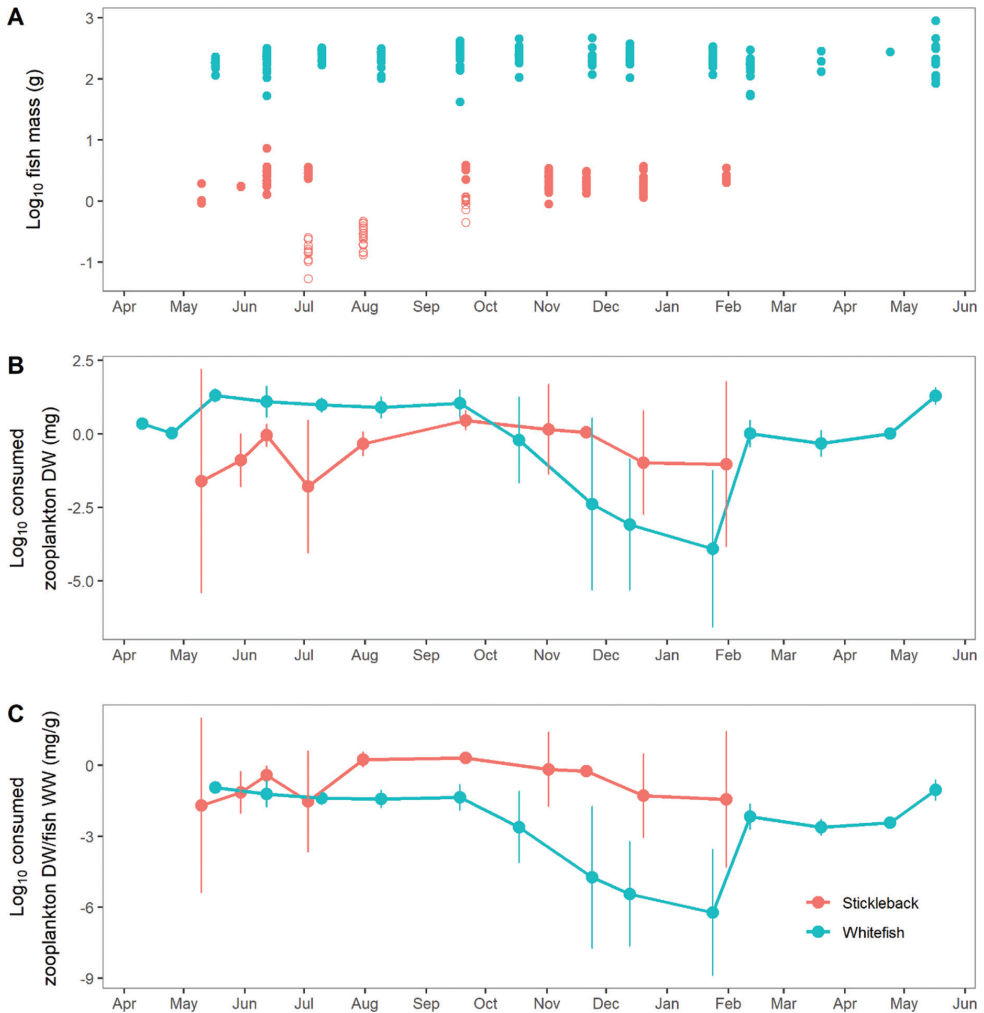 A
Log10 fish mass (g)
3
2
1
0
-1
Apr May Jun Jul Aug Sep Oct Nov Dec Jan Feb Mar Apr May Jun
B
Log10 consumed
zooplankton DW (mg)
2.5
0.0
-2.5
-5.0
Apr May Jun Jul Aug Sep Oct Nov Dec Jan Feb Mar Apr May Jun
C
Log10 consumed
zooplankton DW/fish WW (mg/g)
0
-3
-6
-9
Stickleback
Whitefish
Apr May Jun Jul Aug Sep Oct Nov Dec Jan Feb Mar Apr May Jun